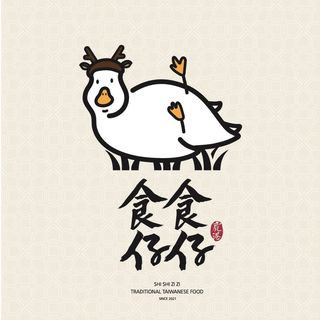 食食
仔仔
SHI SHI ZI ZI
TRADITIONAL TAIWANESE FOOD
SINCE 2021